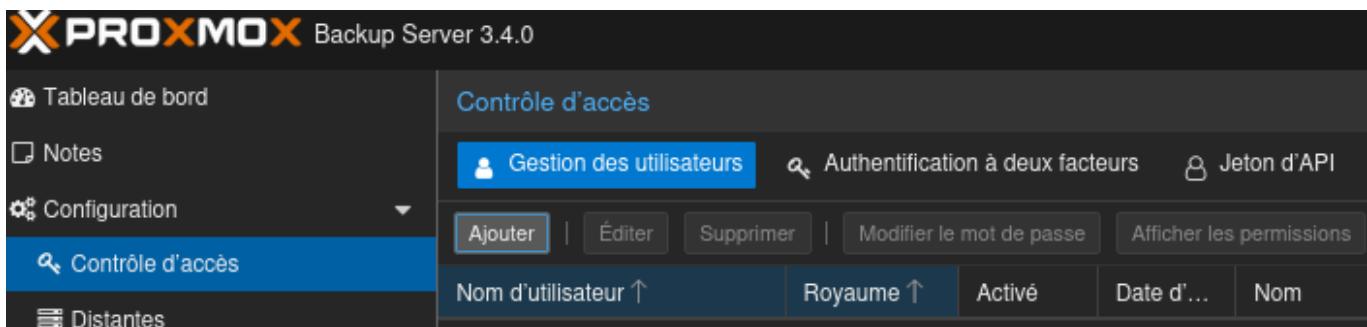 PROXMOX Backup Server 3.4.0
Tableau de bord
Notes
Configuration
Contrôle d'accès
Distantes
Contrôle d'accès
Gestion des utilisateurs Authentification à deux facteurs Jeton d'API
Ajouter Éditer Supprimer Modifier le mot de passe Afficher les permissions
Nom d'utilisateur ↑ Royaume ↑ Activé Date d'... Nom